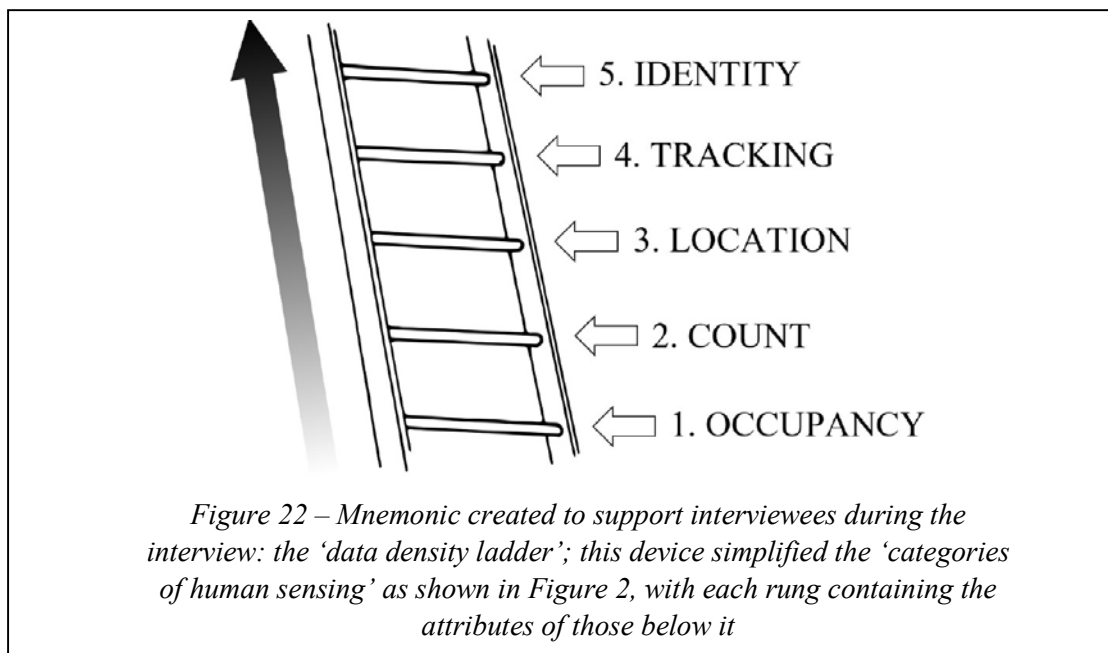 5. IDENTITY
4. TRACKING
3. LOCATION
2. COUNT
1. OCCUPANCY
Figure 22 – Mnemonic created to support interviewees during the
interview: the ‘data density ladder’; this device simplified the ‘categories
of human sensing’ as shown in Figure 2, with each rung containing the
attributes of those below it